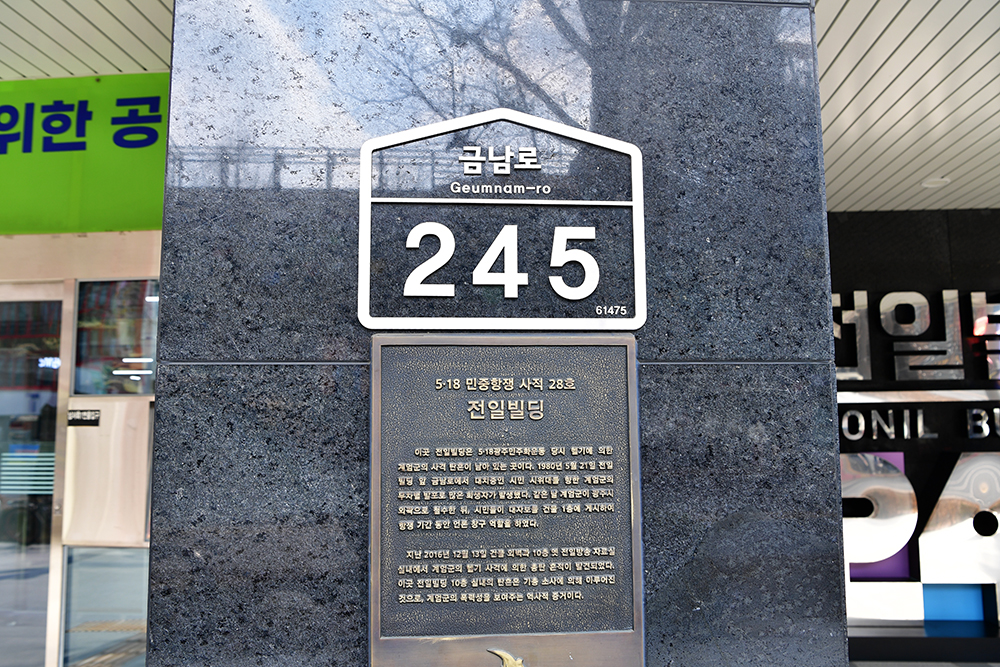 위한 공
금남로
Geumnam-ro
245
61475
5·18 민중항쟁 사적 28호
전일빌딩
이곳 전일빌딩은 5·18광주민주화운동 당시 헬기에 의한
계엄군의 사격 탄흔이 남아 있는 곳이다. 1980년 5월 21일 전일
빌딩 앞 금남로에서 대치중인 시민 시위대를 향한 계엄군의
무차별 발포로 많은 희생자가 발생했다. 같은 날 계엄군이 광주시
외곽으로 철수한 뒤, 시민들이 대자보를 건물 1층에 게시하여
항쟁 기간 동안 언론 창구 역할을 하였다.
지난 2016년 12월 13일 건물 외벽과 10층 옛 전일방송 자료실
실내에서 계엄군의 헬기 사격에 의한 총탄 흔적이 발견되었다.
이곳 전일빌딩 10층 실내의 탄흔은 기총 소사에 의해 이루어진
것으로, 계엄군의 폭력성을 보여주는 역사적 증거이다.
전일빌
ONIL BU